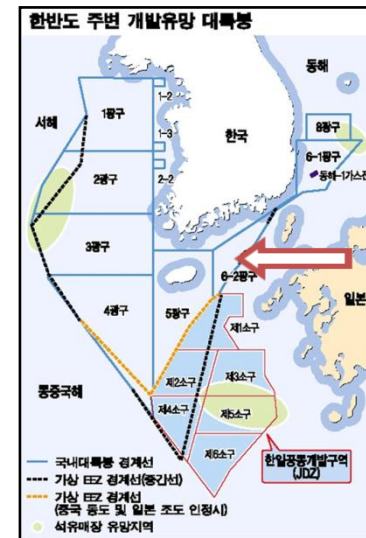 한반도 주변 개발유망 대륙붕
동해
서해
1광구
1-2
1-3
2-2
한국
8광구
6-1광구
동해-1가스전
2광구
3광구
4광구
5광구
6-2광구
일본
제1소구
제2소구
제3소구
제4소구
제5소구
제6소구
동중국해
한일공동개발구역
(JDZ)
국내대륙붕 경계선
가상 EEZ 경계선(중간선)
가상 EEZ 경계선
(중국 동도 및 일본 조도 인정시)
석유매장 유망지역